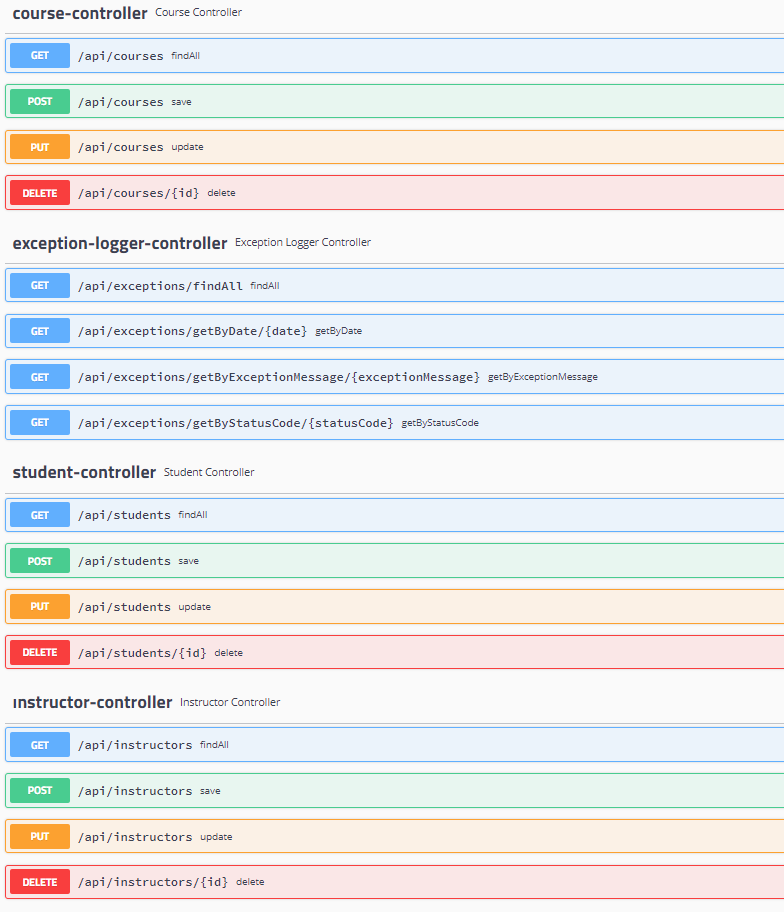 course-controller Course Controller
GET /api/courses findAll
POST /api/courses save
PUT /api/courses update
DELETE /api/courses/{id} delete
exception-logger-controller Exception Logger Controller
GET /api/exceptions/findAll findAll
GET /api/exceptions/getByDate/{date} getByDate
GET /api/exceptions/getByExceptionMessage/{exceptionMessage} getByExceptionMessage
GET /api/exceptions/getByStatusCode/{statusCode} getByStatusCode
student-controller Student Controller
GET /api/students findAll
POST /api/students save
PUT /api/students update
DELETE /api/students/{id} delete
ınstructor-controller Instructor Controller
GET /api/instructors findAll
POST /api/instructors save
PUT /api/instructors update
DELETE /api/instructors/{id} delete